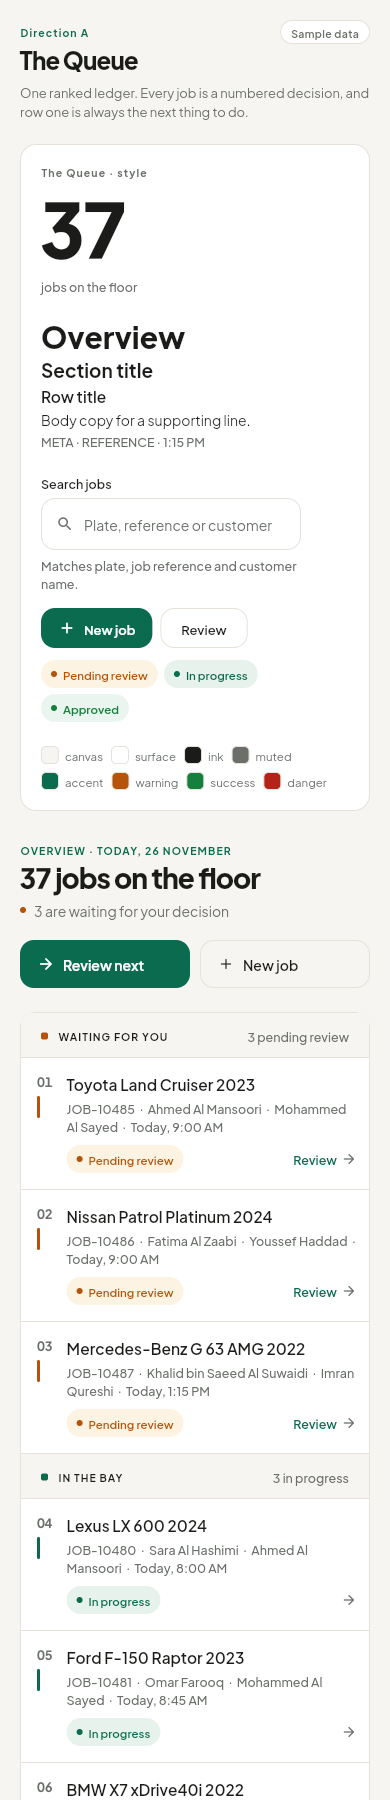 Direction A
Sample data
The Queue
One ranked ledger. Every job is a numbered decision, and
row one is always the next thing to do.
The Queue · style
37
jobs on the floor
Overview
Section title
Row title
Body copy for a supporting line.
META · REFERENCE · 1:15 PM
Search jobs
Plate, reference or customer
Matches plate, job reference and customer
name.
New job
Review
Pending review
In progress
Approved
canvas surface ink muted
accent warning success danger
OVERVIEW · TODAY, 26 NOVEMBER
37 jobs on the floor
3 are waiting for your decision
Review next
New job
WAITING FOR YOU
3 pending review
01
Toyota Land Cruiser 2023
JOB-10485 · Ahmed Al Mansoori · Mohammed
Al Sayed · Today, 9:00 AM
Pending review
Review
02
Nissan Patrol Platinum 2024
JOB-10486 · Fatima Al Zaabi · Youssef Haddad ·
Today, 9:00 AM
Pending review
Review
03
Mercedes-Benz G 63 AMG 2022
JOB-10487 · Khalid bin Saeed Al Suwaidi · Imran
Qureshi · Today, 1:15 PM
Pending review
Review
IN THE BAY
3 in progress
04
Lexus LX 600 2024
JOB-10480 · Sara Al Hashimi · Ahmed Al
Mansoori · Today, 8:00 AM
In progress
05
Ford F-150 Raptor 2023
JOB-10481 · Omar Farooq · Mohammed Al
Sayed · Today, 8:45 AM
In progress
06
BMW X7 xDrive40i 2022